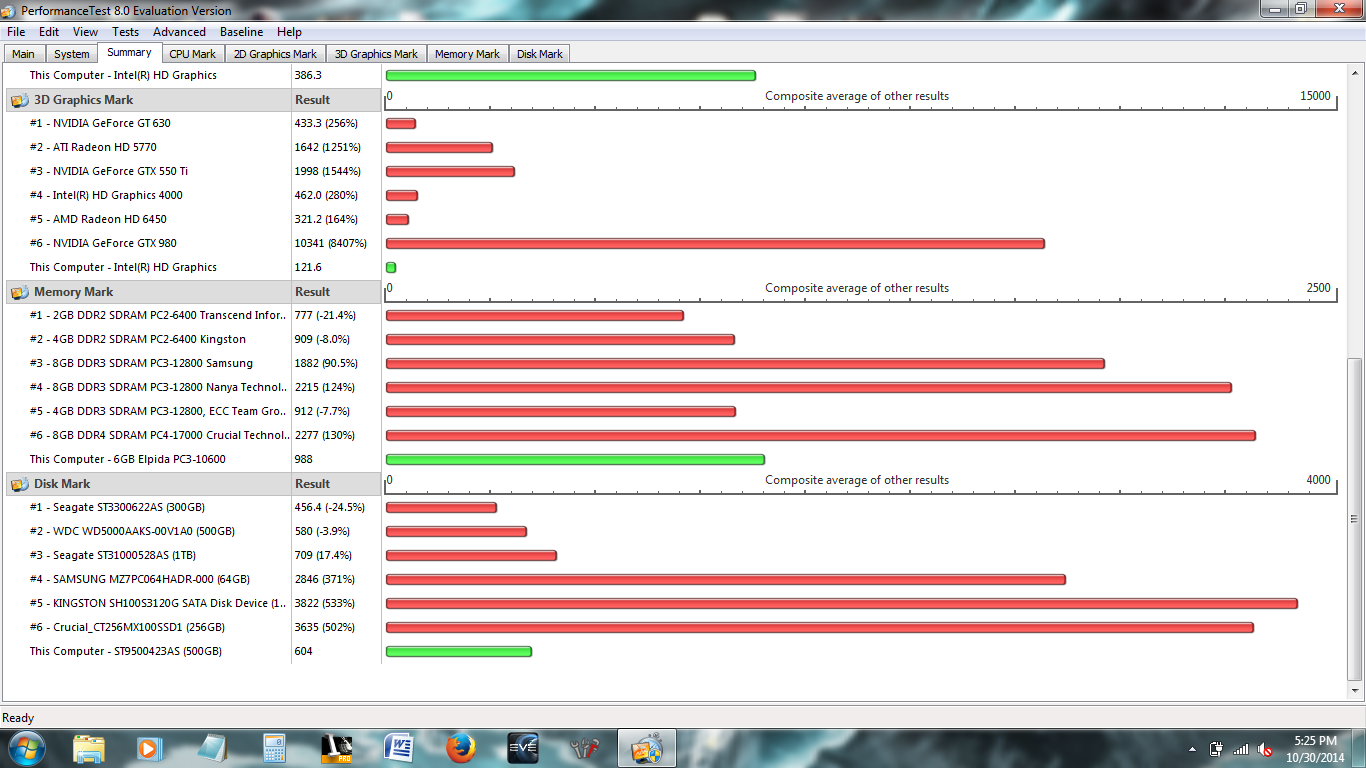 PerformanceTest 8.0 Evaluation Version
File Edit View Tests Advanced Baseline Help
Main System Summary CPU Mark 2D Graphics Mark 3D Graphics Mark Memory Mark Disk Mark
This Computer - Intel(R) HD Graphics 386.3
3D Graphics Mark Result 0 Composite average of other results 15000
#1 - NVIDIA GeForce GT 630 433.3 (256%)
#2 - ATI Radeon HD 5770 1642 (1251%)
#3 - NVIDIA GeForce GTX 550 Ti 1998 (1544%)
#4 - Intel(R) HD Graphics 4000 462.0 (280%)
#5 - AMD Radeon HD 6450 321.2 (164%)
#6 - NVIDIA GeForce GTX 980 10341 (8407%)
This Computer - Intel(R) HD Graphics 121.6
Memory Mark Result 0 Composite average of other results 2500
#1 - 2GB DDR2 SDRAM PC2-6400 Transcend Infor.. 777 (-21.4%)
#2 - 4GB DDR2 SDRAM PC2-6400 Kingston 909 (-8.0%)
#3 - 8GB DDR3 SDRAM PC3-12800 Samsung 1882 (90.5%)
#4 - 8GB DDR3 SDRAM PC3-12800 Nanya Technol.. 2215 (124%)
#5 - 4GB DDR3 SDRAM PC3-12800, ECC Team Gro.. 912 (-7.7%)
#6 - 8GB DDR4 SDRAM PC4-17000 Crucial Technol.. 2277 (130%)
This Computer - 6GB Elpida PC3-10600 988
Disk Mark Result 0 Composite average of other results 4000
#1 - Seagate ST3300622AS (300GB) 456.4 (-24.5%)
#2 - WDC WD5000AAKS-00V1A0 (500GB) 580 (-3.9%)
#3 - Seagate ST31000528AS (1TB) 709 (17.4%)
#4 - SAMSUNG MZ7PC064HADR-000 (64GB) 2846 (371%)
#5 - KINGSTON SH100S3120G SATA Disk Device (1.. 3822 (533%)
#6 - Crucial_CT256MX100SSD1 (256GB) 3635 (502%)
This Computer - ST9500423AS (500GB) 604
Ready
PRO
EVE
5:25 PM
10/30/2014